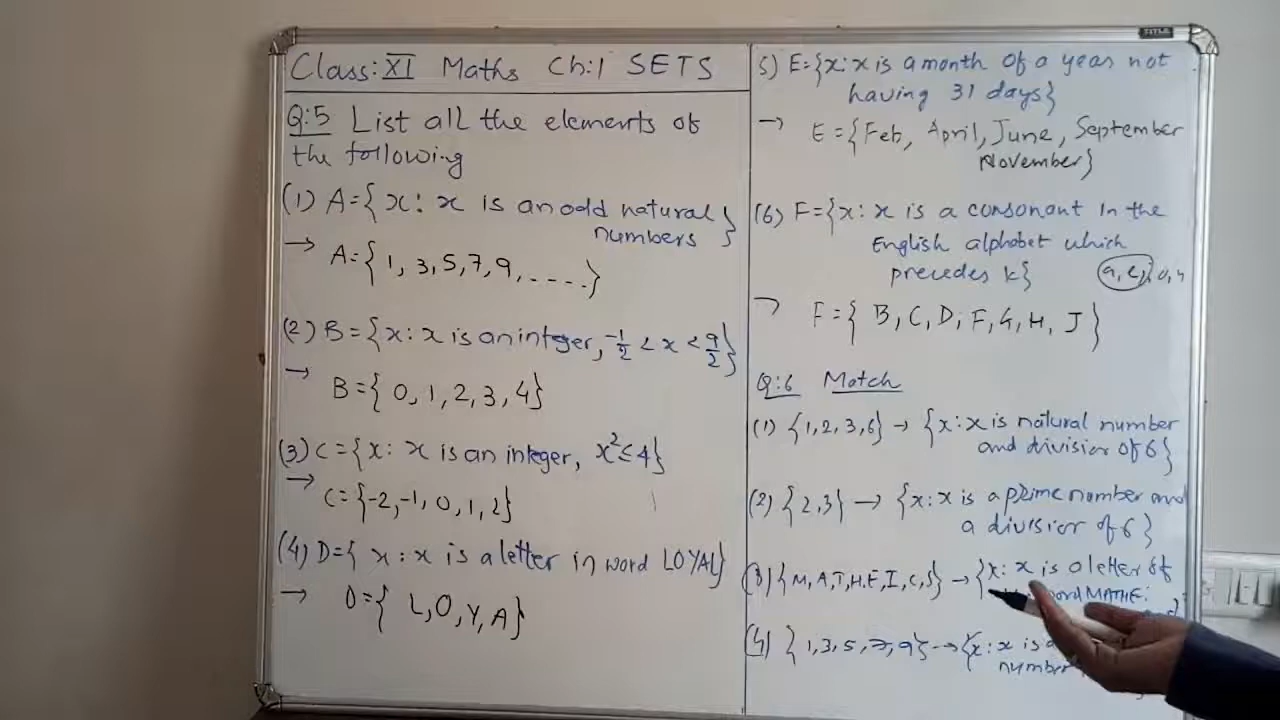 TITLE
Class: XI Maths Ch:1 SETS
Q:5 List all the elements of
the following
(1) A={x: x is an odd natural
numbers}
→ A={1, 3, 5, 7, 9, .....}
(2) B={x: x is an integer, -1/2 < x < 9/2}
→ B={0, 1, 2, 3, 4}
(3) C={x: x is an integer, x²≤4}
→ C={-2, -1, 0, 1, 2}
(4) D={x: x is a letter in word LOYAL}
→ D={L, O, Y, A}
5) E={x: x is a month of a year not
having 31 days}
→ E={Feb, April, June, September
November}
(6) F={x: x is a consonant in the
English alphabet which
precedes k}
→ F={B, C, D, F, G, H, J}
Q:6 Match
(1) {1, 2, 3, 6} → {x: x is natural number
and division of 6}
(2) {2, 3} → {x: x is a prime number and
a division of 6}
(3) {M, A, T, H, E, I, C, S} → {x: x is a letter of
word MATHE
(4) {1, 3, 5, 7, 9} → {x: x is
number